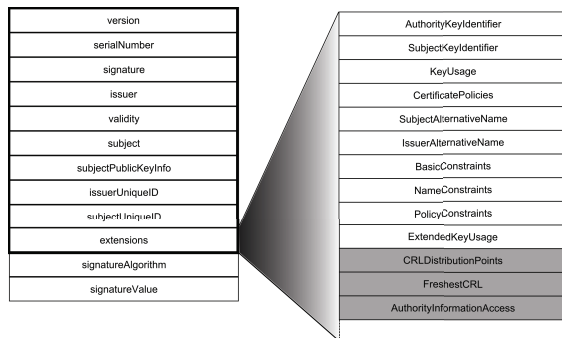 version
serialNumber
signature
issuer
validity
subject
subjectPublicKeyInfo
issuerUniqueID
subjectUniqueID
extensions
signatureAlgorithm
signatureValue
AuthorityKeyIdentifier
SubjectKeyIdentifier
KeyUsage
CertificatePolicies
SubjectAlternativeName
IssuerAlternativeName
BasicConstraints
NameConstraints
PolicyConstraints
ExtendedKeyUsage
CRLDistributionPoints
FreshestCRL
AuthorityInformationAccess